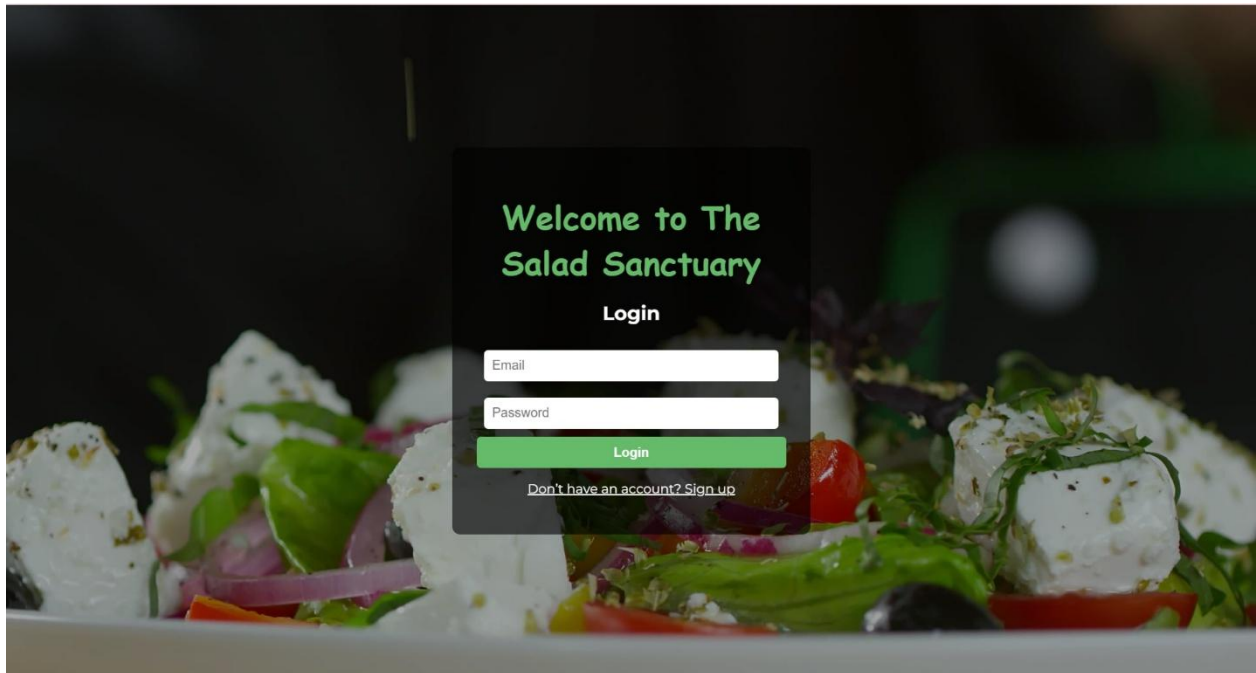 Welcome to The
Salad Sanctuary
Login
Email
Password
Login
Don't have an account? Sign up